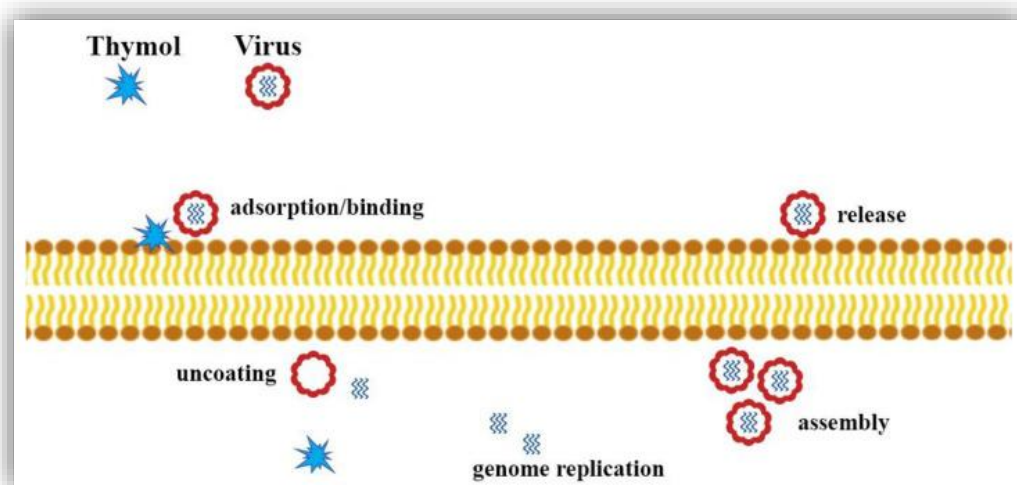 Thymol
Virus
adsorption/binding
release
uncoating
assembly
genome replication